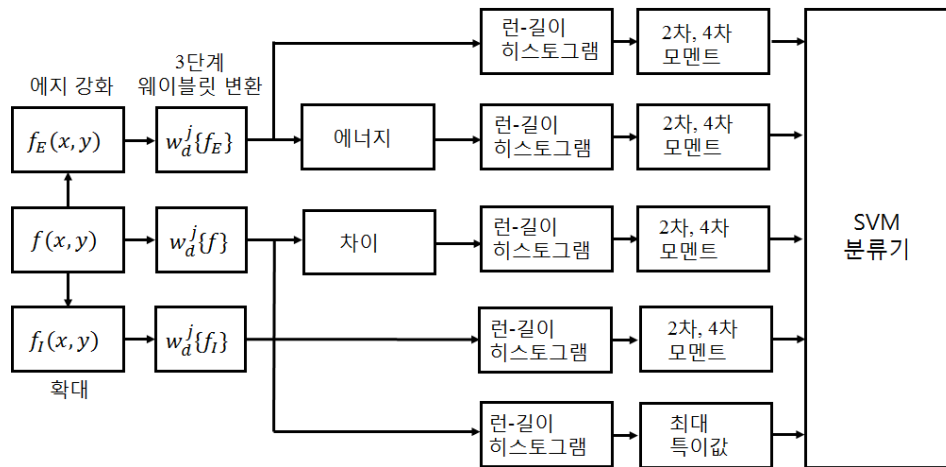 런-길이
히스토그램
2차, 4차
모멘트
에지 강화
3단계
웨이블릿 변환
f_E(x, y)
w_d^j{f_E}
에너지
런-길이
히스토그램
2차, 4차
모멘트
f(x, y)
w_d^j{f}
차이
런-길이
히스토그램
2차, 4차
모멘트
SVM
분류기
f_I(x, y)
w_d^j{f_I}
런-길이
히스토그램
2차, 4차
모멘트
확대
런-길이
히스토그램
최대
특이값